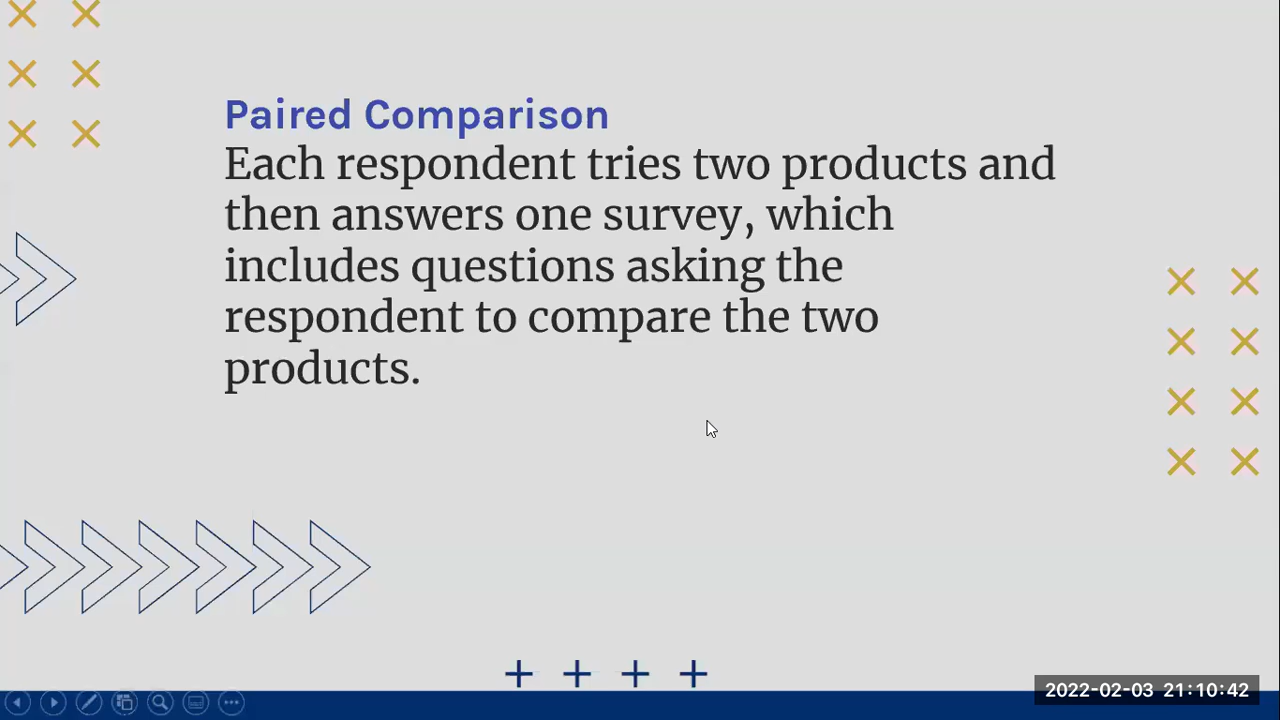 Paired Comparison
Each respondent tries two products and
then answers one survey, which
includes questions asking the
respondent to compare the two
products.
2022-02-03 21:10:42